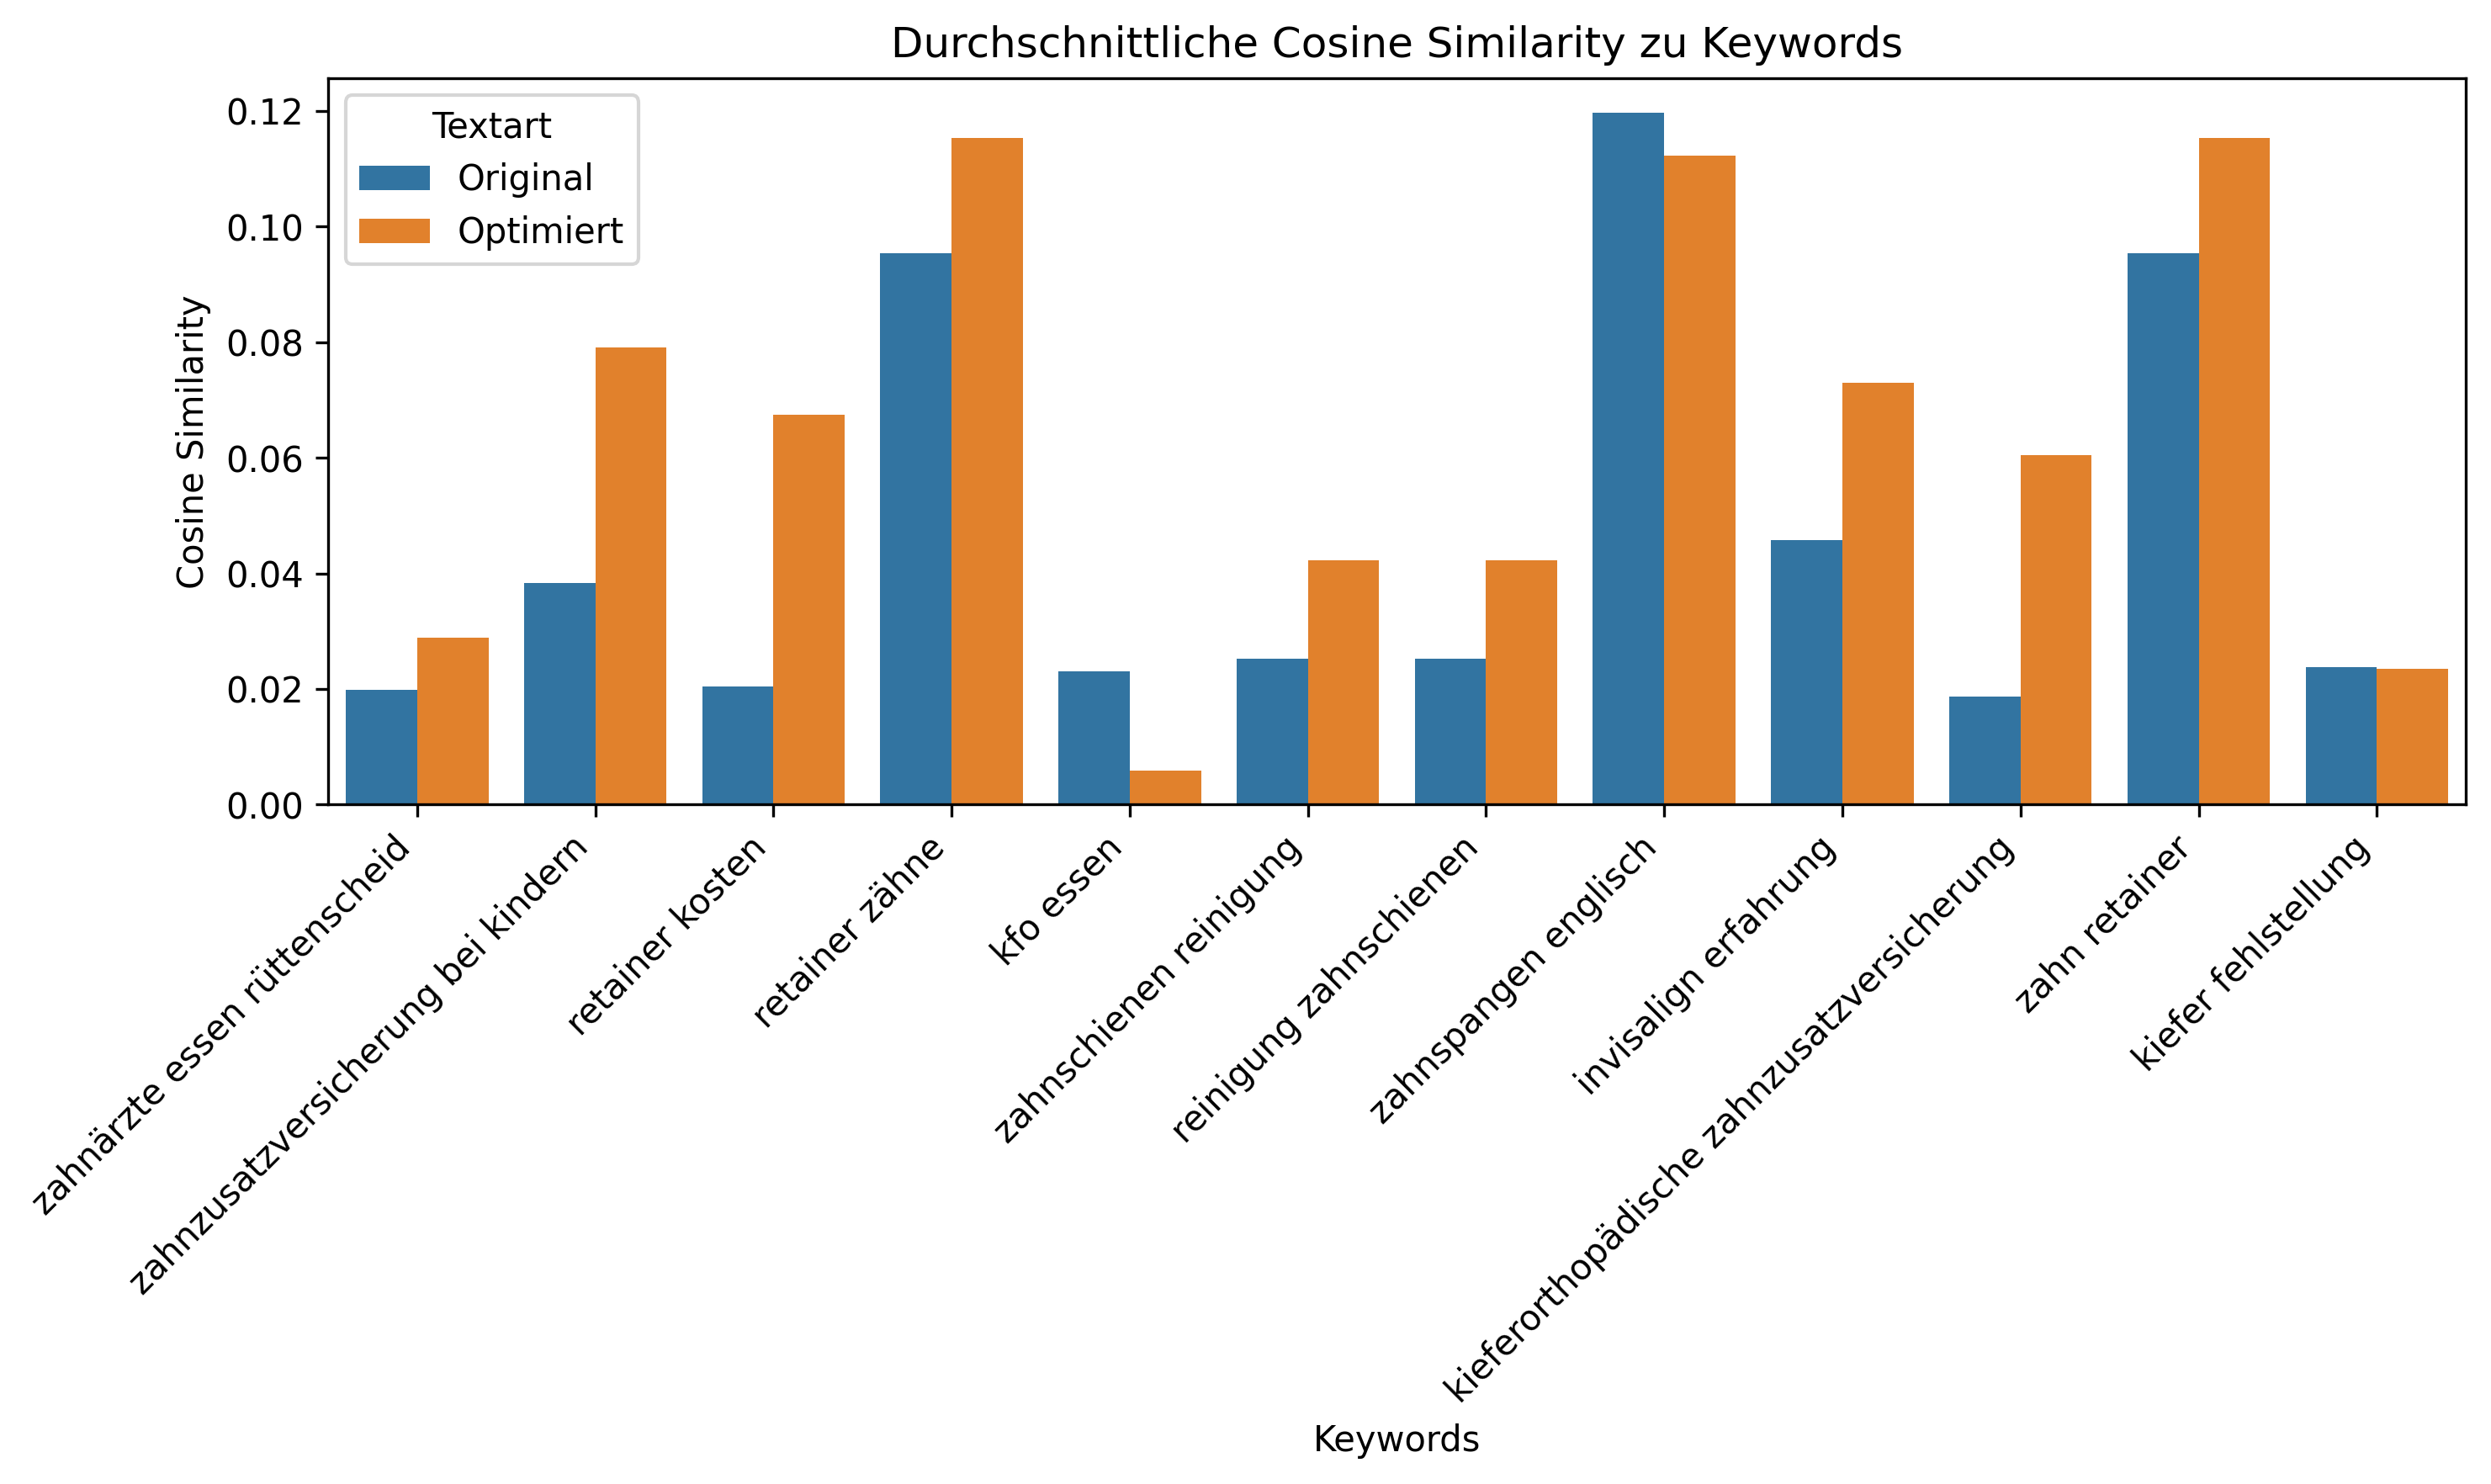 Durchschnittliche Cosine Similarity zu Keywords
Textart
Original
Optimiert
Cosine Similarity
0.12
0.10
0.08
0.06
0.04
0.02
0.00
zahnärzte essen rüttenscheid
zahnzusatzversicherung bei kindern
retainer kosten
retainer zähne
kfo essen
zahnschienen reinigung
reinigung zahnschienen
zahnspangen englisch
invisalign erfahrung
kieferorthopädische zahnzusatzversicherung
zahn retainer
kiefer fehlstellung
Keywords